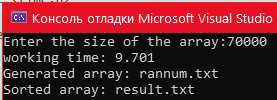 Консоль отладки Microsoft Visual Studio
Enter the size of the array:70000
working time: 9.701
Generated array: rannum.txt
Sorted array: result.txt